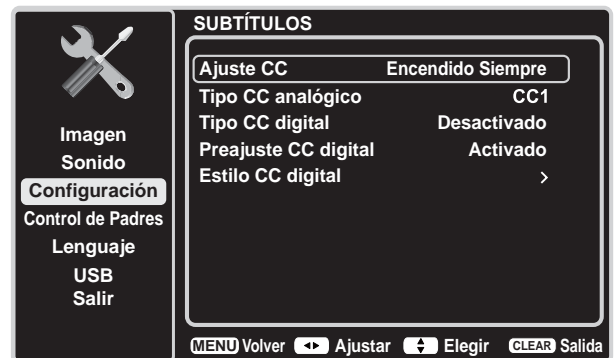 SUBTÍTULOS
Ajuste CC Encendido Siempre
Tipo CC analógico CC1
Tipo CC digital Desactivado
Preajuste CC digital Activado
Estilo CC digital >
Imagen
Sonido
Configuración
Control de Padres
Lenguaje
USB
Salir
MENU Volver Ajustar Elegir CLEAR Salida